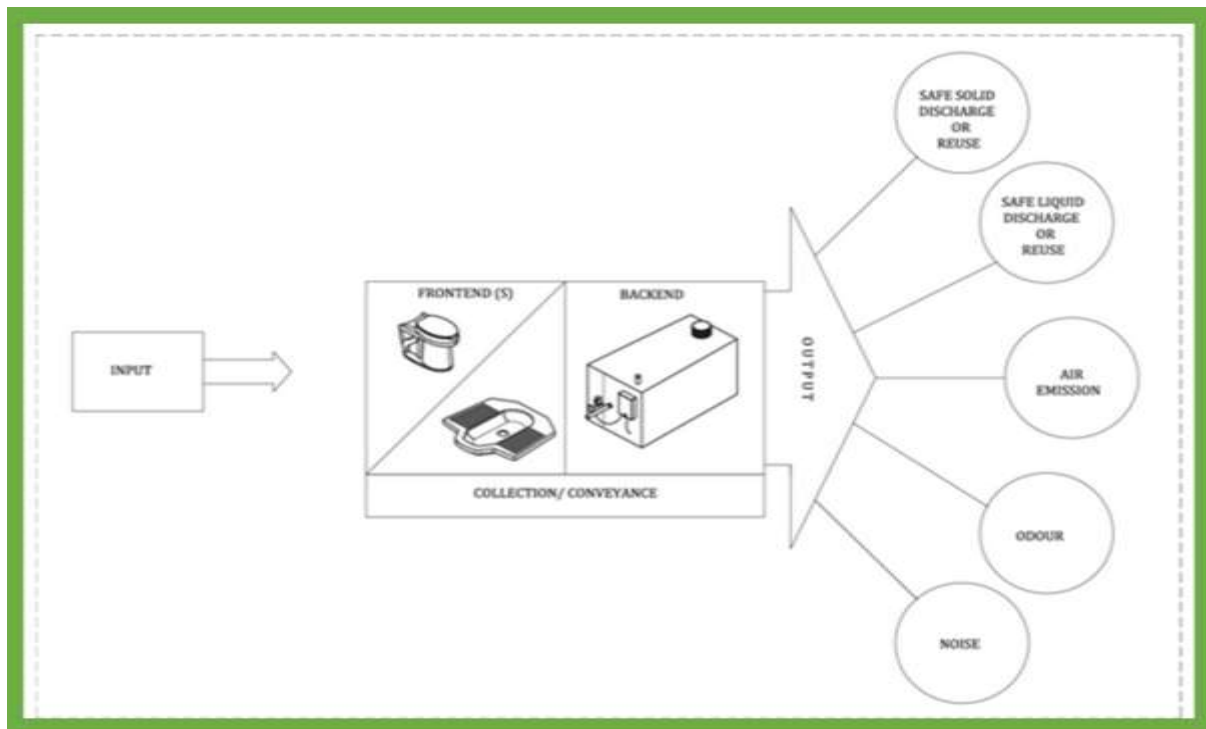 INPUT
FRONTEND (S)
BACKEND
COLLECTION/ CONVEYANCE
OUTPUT
SAFE SOLID
DISCHARGE
OR
REUSE
SAFE LIQUID
DISCHARGE
OR
REUSE
AIR
EMISSION
ODOUR
NOISE